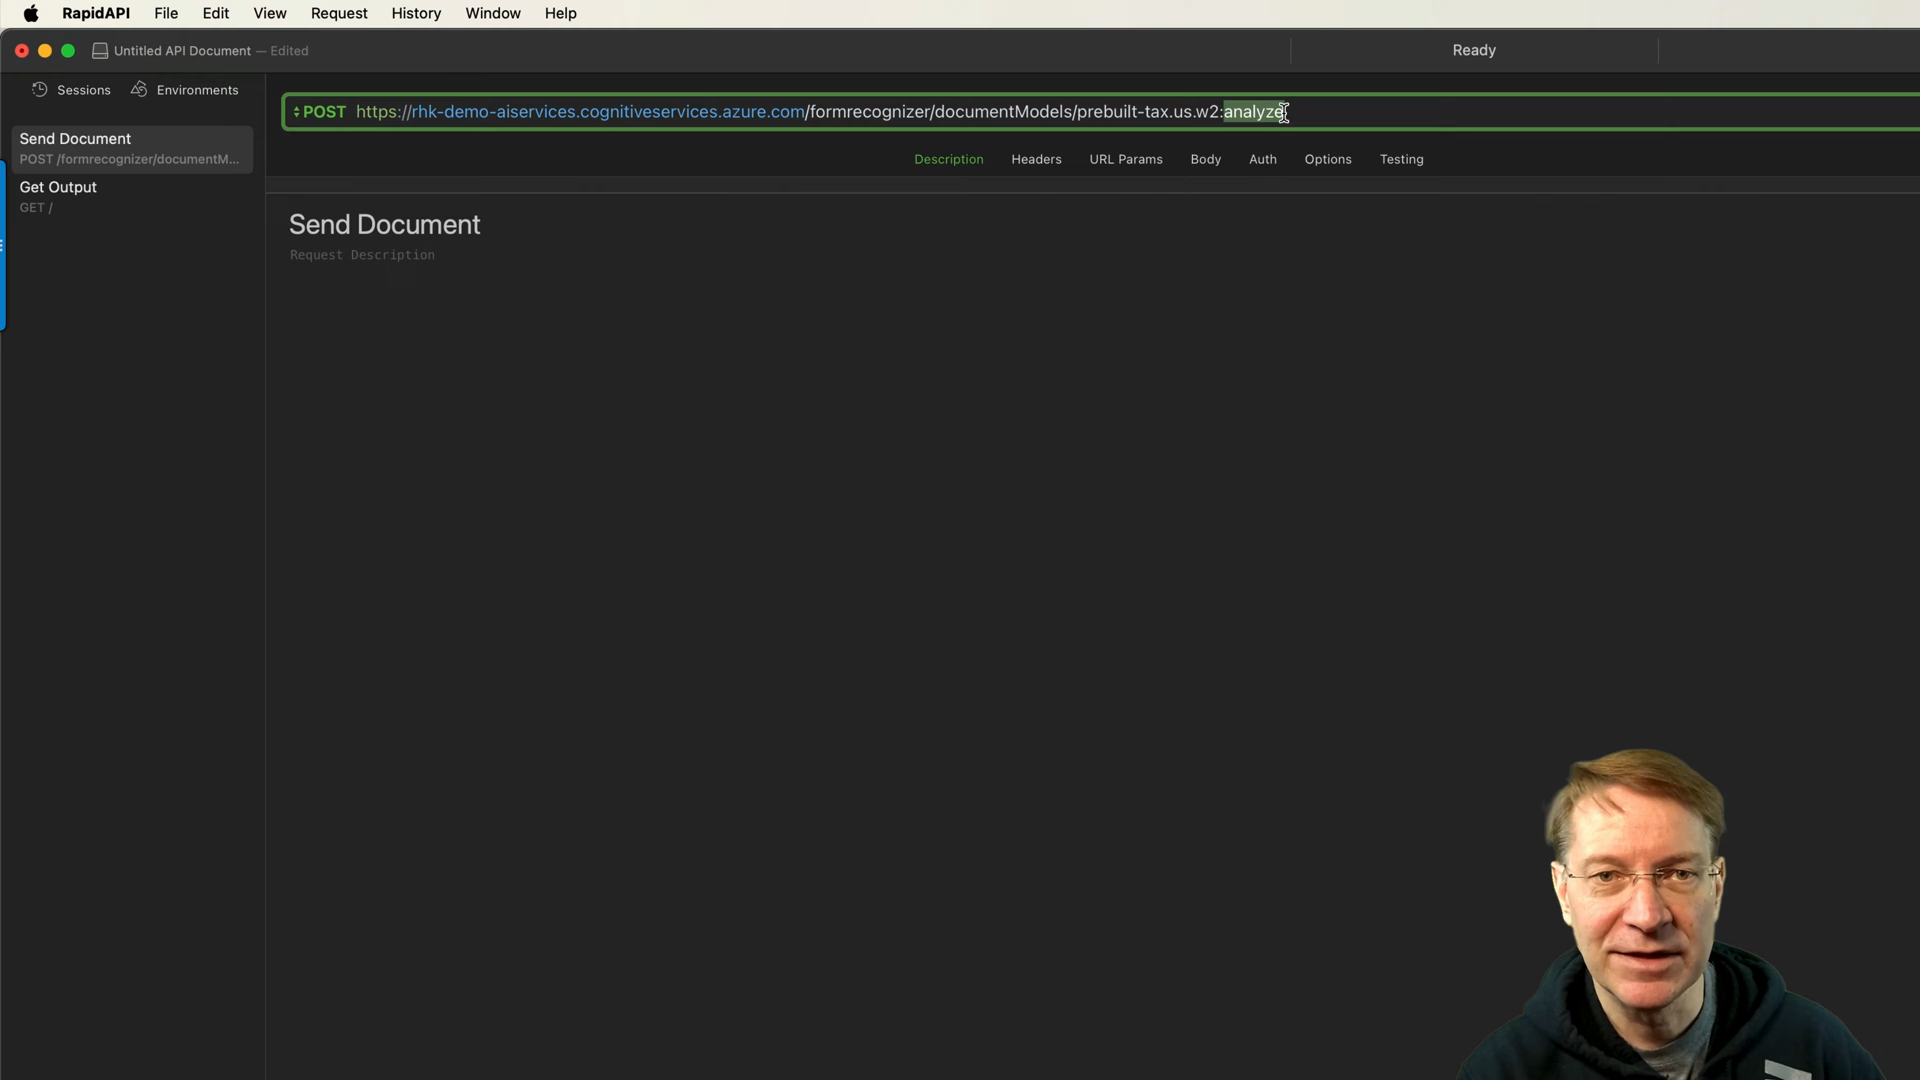 RapidAPI File Edit View Request History Window Help
Untitled API Document — Edited
Ready
Sessions Environments
POST https://rhk-demo-aiservices.cognitiveservices.azure.com/formrecognizer/documentModels/prebuilt-tax.us.w2:analyze
Send Document
POST /formrecognizer/documentM...
Get Output
GET /
Description Headers URL Params Body Auth Options Testing
Send Document
Request Description